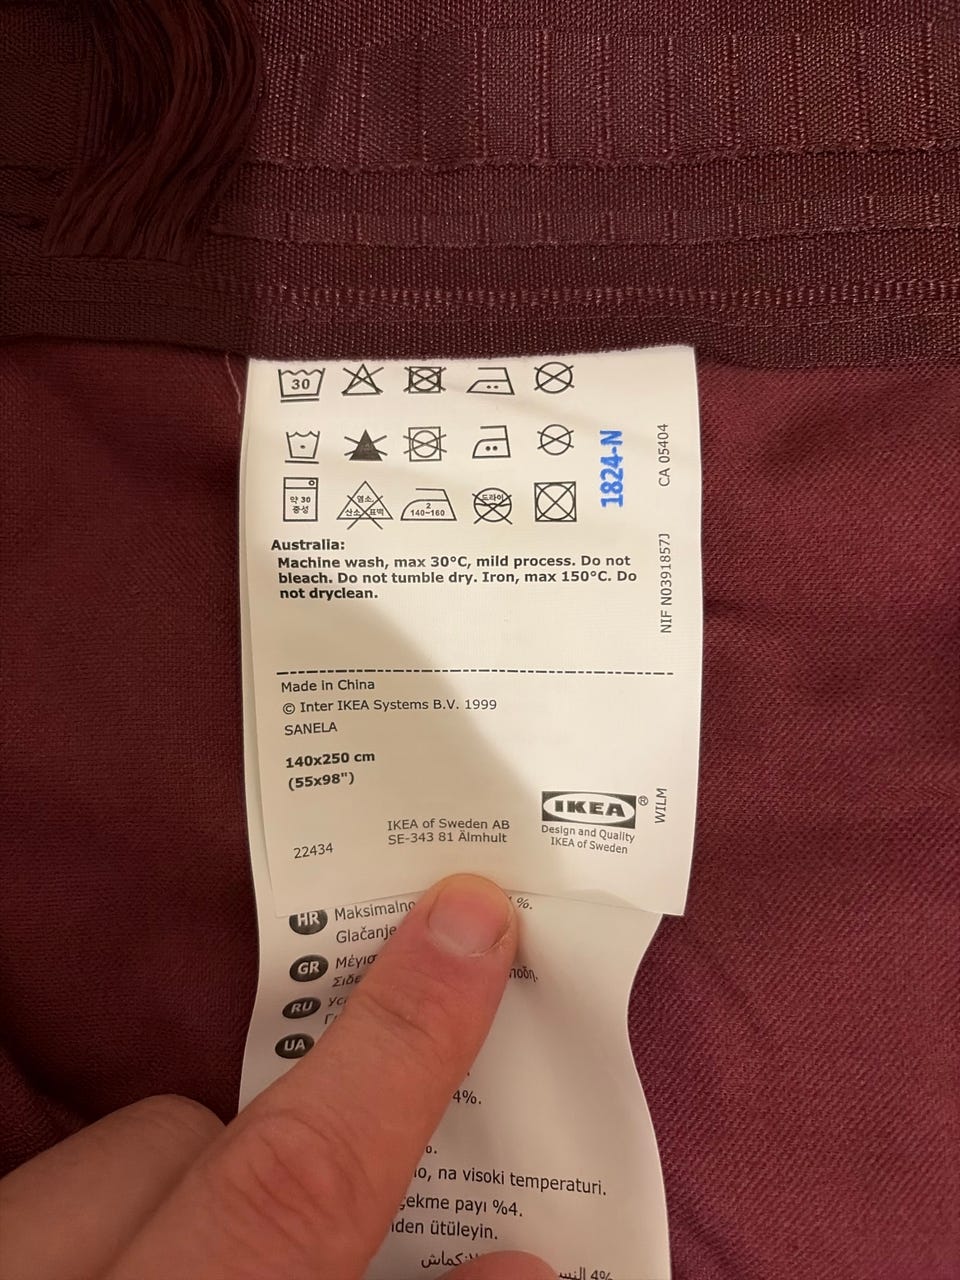 30
약 30
중성
염소,
산소 표백
2
140~160
드라이
1824-N
CA 05404
NIF N0391857J
Australia:
Machine wash, max 30°C, mild process. Do not
bleach. Do not tumble dry. Iron, max 150°C. Do
not dryclean.
Made in China
© Inter IKEA Systems B.V. 1999
SANELA
140x250 cm
(55x98")
IKEA of Sweden AB
SE-343 81 Älmhult
22434
IKEA®
Design and Quality
IKEA of Sweden
WILM
HR Maksimalno %.
Glačanje
GR
RU
UA
4%.
na visoki temperaturi.
çekme payı %4.
ütüleyin.
4%